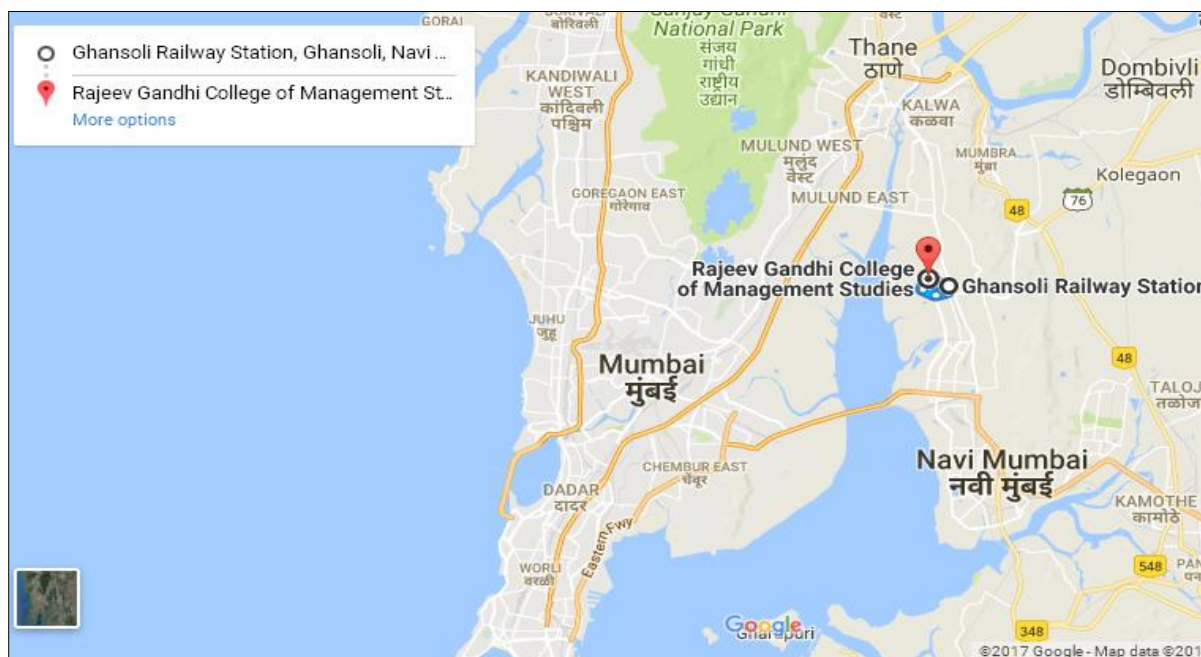 Ghansoli Railway Station, Ghansoli, Navi ...
Rajeev Gandhi College of Management St...
More options
GORAI
बोरिवली
National Park
संजय
गांधी
राष्ट्रीय
उद्यान
वेस्ट
Thane
ठाणे
Dombivli
डोम्बिवली
KANDIWALI
WEST
कांदिवली
पश्चिम
KALWA
कळवा
MULUND WEST
मुलुंड
वेस्ट
MUMBRA
मुंब्रा
Kolegaon
GOREGAON EAST
गोरेगाव
MULUND EAST
76
48
Rajeev Gandhi College
of Management Studies
Ghansoli Railway Station
JUHU
जुहू
Mumbai
मुंबई
48
TALOJ
तळोज
CHEMBUR EAST
चेंबूर
Navi Mumbai
नवी मुंबई
DADAR
दादर
KAMOTHE
कामोठे
Eastern Fwy
WORLI
वरळी
548
PAN
पन
348
Google
Gharapuri
©2017 Google - Map data ©201